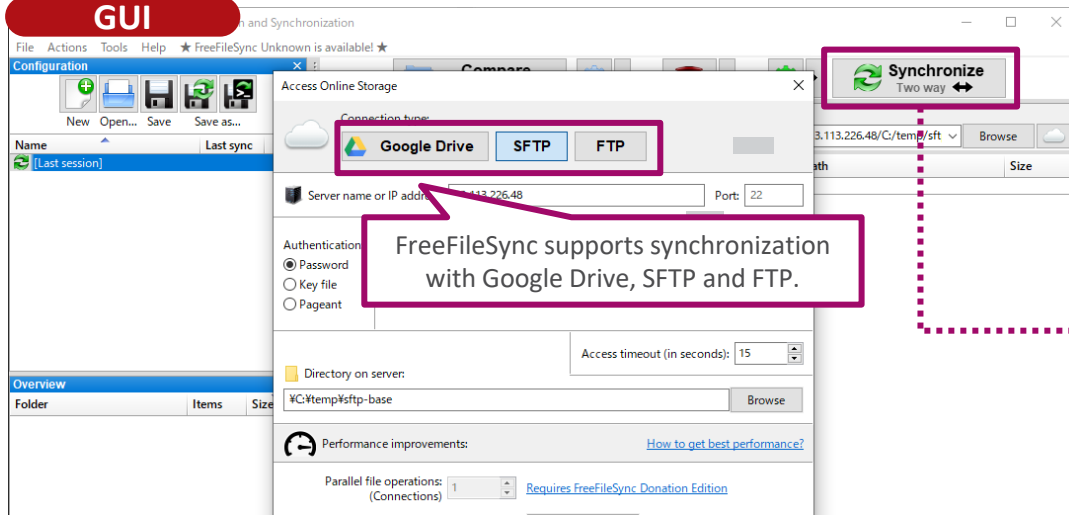 GUI
n and Synchronization
File Actions Tools Help ★ FreeFileSync Unknown is available! ★
Configuration
Compare
Synchronize
Two way
New Open... Save Save as...
Name Last sync
[Last session]
Access Online Storage
Connection type:
Google Drive SFTP FTP
3.113.226.48/C:/temp/sft Browse
Size
Server name or IP addre
113.226.48
Port: 22
FreeFileSync supports synchronization
with Google Drive, SFTP and FTP.
Authentication
Password
Key file
Pageant
Access timeout (in seconds): 15
Directory on server:
¥C:¥temp¥sftp-base Browse
Overview
Folder Items Size
Performance improvements: How to get best performance?
Parallel file operations: 1 Requires FreeFileSync Donation Edition
(Connections)